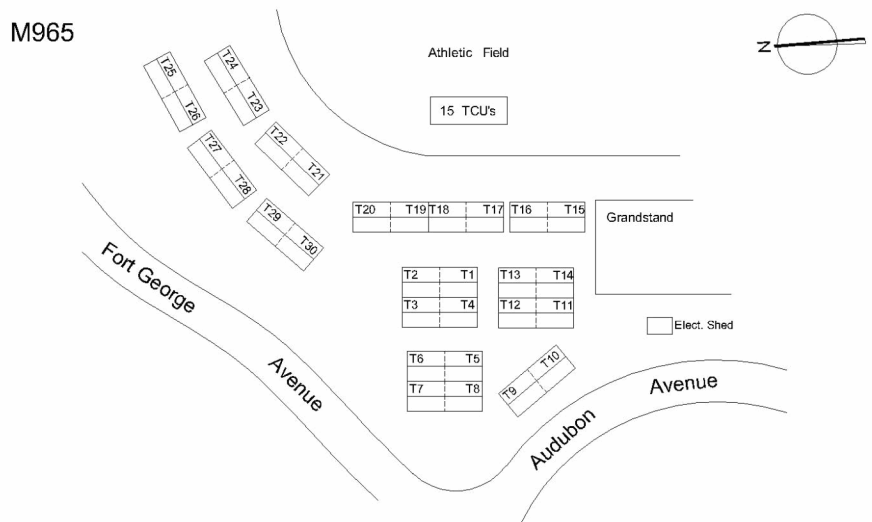 M965
Athletic Field
N
15 TCU's
T25
T26
T24
T23
T27
T28
T22
T21
T29
T30
T20 T19 T18 T17 T16 T15
Grandstand
T2 T1 T13 T14
T3 T4 T12 T11
Elect. Shed
T6 T5
T7 T8
T9 T10
Fort George Avenue
Audubon Avenue